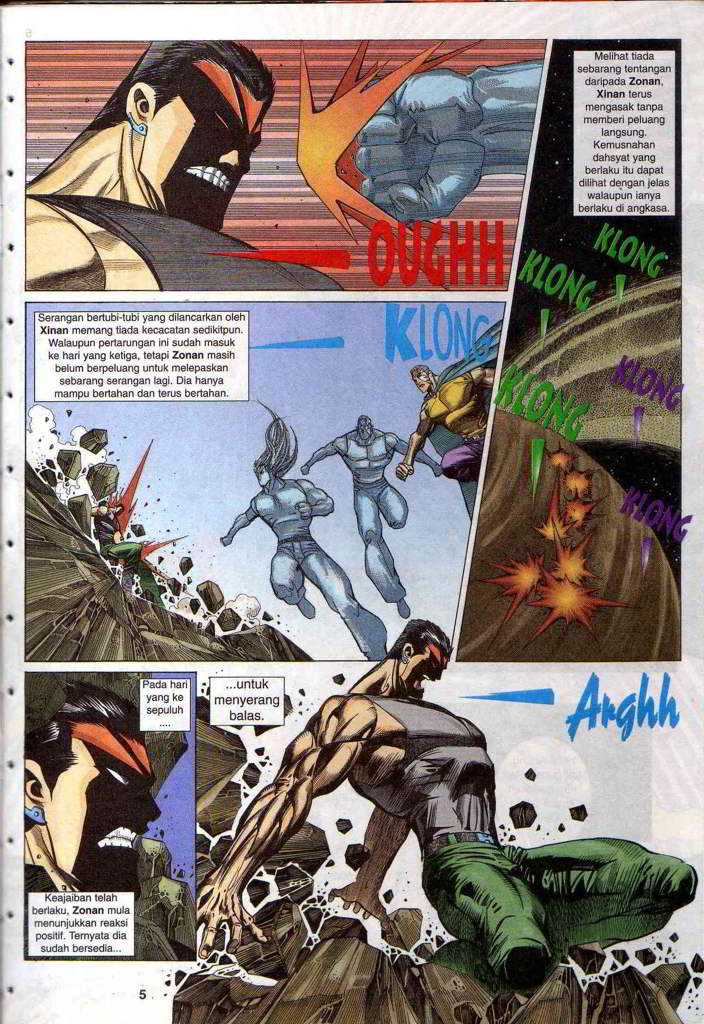 OUGHH
Melihat tiada
sebarang tentangan
daripada Zonan,
Xinan terus
mengasak tanpa
memberi peluang
langsung.
Kemusnahan
dahsyat yang
berlaku itu dapat
dilihat dengan jelas
walaupun ianya
berlaku di angkasa.
KLONG
KLONG
KLONG
KLONG
KLONG
Serangan bertubi-tubi yang dilancarkan oleh
Xinan memang tiada kecacatan sedikitpun.
Walaupun pertarungan ini sudah masuk
ke hari yang ketiga, tetapi Zonan masih
belum berpeluang untuk melepaskan
sebarang serangan lagi. Dia hanya
mampu bertahan dan terus bertahan.
KLONG
Pada hari
yang ke
sepuluh
....
Keajaiban telah
berlaku, Zonan mula
menunjukkan reaksi
positif. Ternyata dia
sudah bersedia...
...untuk
menyerang
balas.
Arghh
5